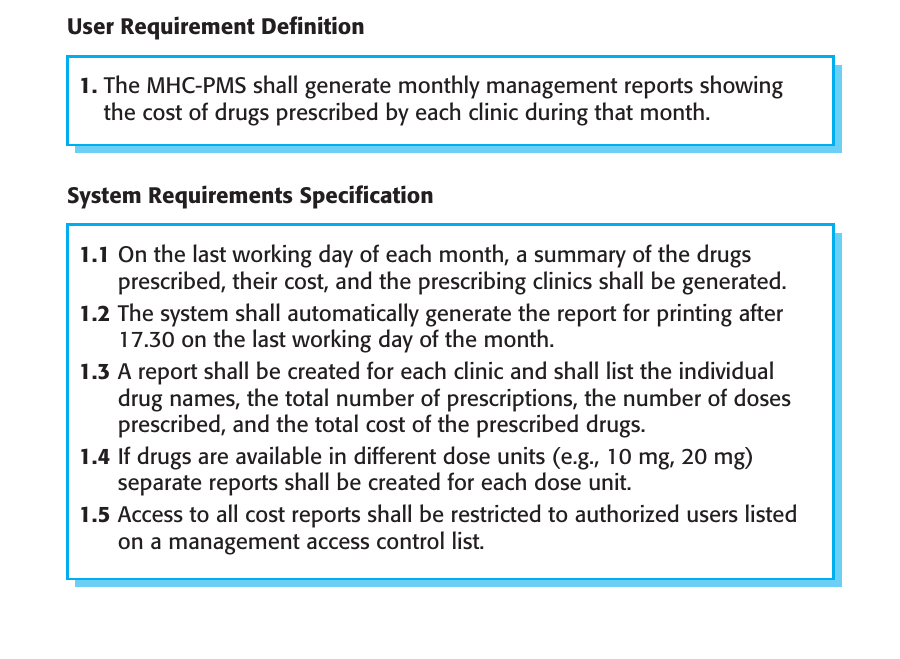 User Requirement Definition
1. The MHC-PMS shall generate monthly management reports showing
the cost of drugs prescribed by each clinic during that month.
System Requirements Specification
1.1 On the last working day of each month, a summary of the drugs
prescribed, their cost, and the prescribing clinics shall be generated.
1.2 The system shall automatically generate the report for printing after
17.30 on the last working day of the month.
1.3 A report shall be created for each clinic and shall list the individual
drug names, the total number of prescriptions, the number of doses
prescribed, and the total cost of the prescribed drugs.
1.4 If drugs are available in different dose units (e.g., 10 mg, 20 mg)
separate reports shall be created for each dose unit.
1.5 Access to all cost reports shall be restricted to authorized users listed
on a management access control list.